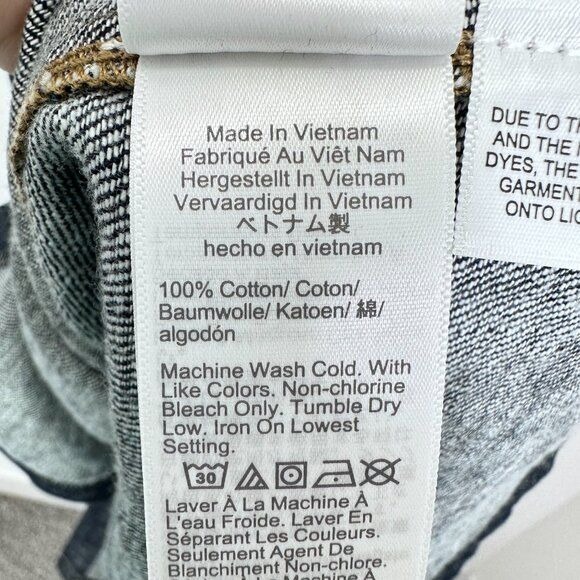 Made In Vietnam
Fabriqué Au Viêt Nam
Hergestellt In Vietnam
Vervaardigd In Vietnam
ベトナム製
hecho en vietnam
100% Cotton/ Coton/
Baumwolle/ Katoen/ 綿/
algodón
Machine Wash Cold. With
Like Colors. Non-chlorine
Bleach Only. Tumble Dry
Low. Iron On Lowest
Setting.
30
Laver À La Machine À
L'eau Froide. Laver En
Séparant Les Couleurs.
Seulement Agent De
Blanchiment Non
DUE TO
AND THE
DYES, THE
GARMENT
ONTO